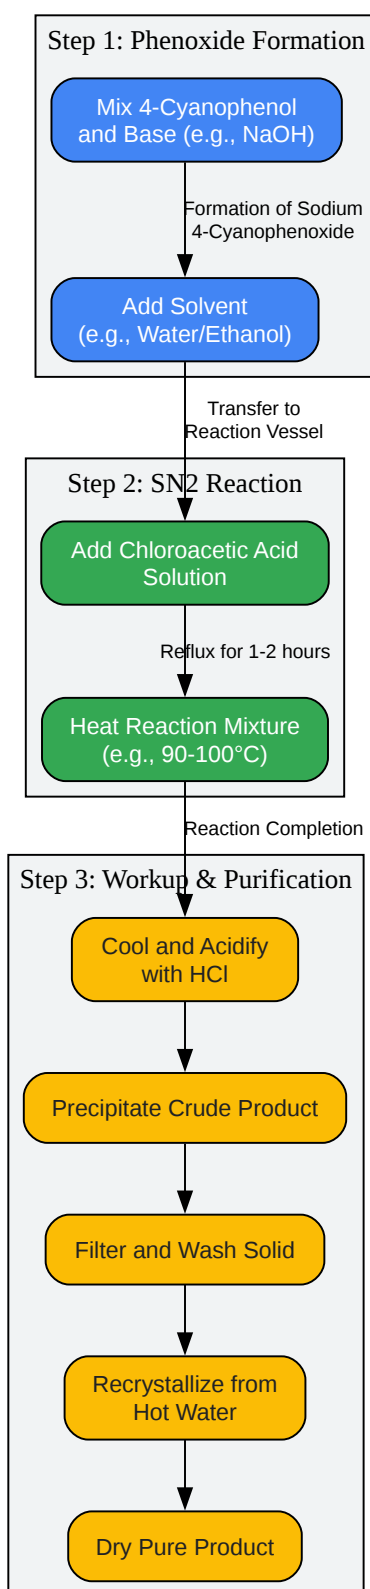 Step 1: Phenoxide Formation
Mix 4-Cyanophenol
and Base (e.g., NaOH)
Formation of Sodium
4-Cyanophenoxide
Add Solvent
(e.g., Water/Ethanol)
Transfer to
Reaction Vessel
Step 2: SN2 Reaction
Add Chloroacetic Acid
Solution
Reflux for 1-2 hours
Heat Reaction Mixture
(e.g., 90-100°C)
Reaction Completion
Step 3: Workup & Purification
Cool and Acidify
with HCl
Precipitate Crude Product
Filter and Wash Solid
Recrystallize from
Hot Water
Dry Pure Product